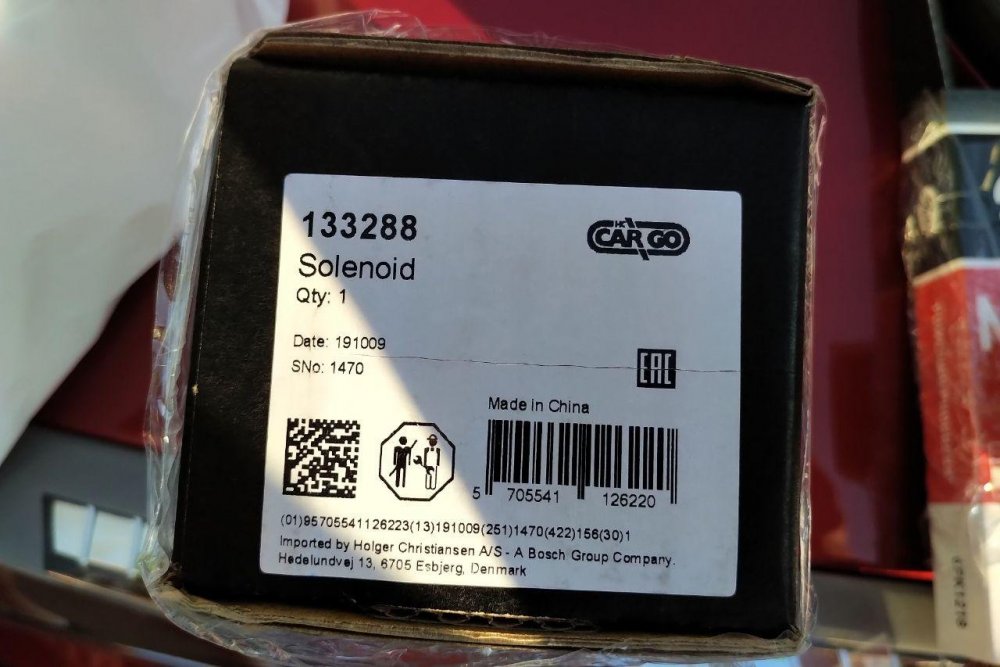 133288
HC
CARGO
Solenoid
Qty: 1
Date: 191009
SNo: 1470
EAC
Made in China
5 705541 126220
(01)95705541126223(13)191009(251)1470(422)156(30)1
Imported by Holger Christiansen A/S - A Bosch Group Company.
Hedelundvej 13, 6705 Esbjerg, Denmark